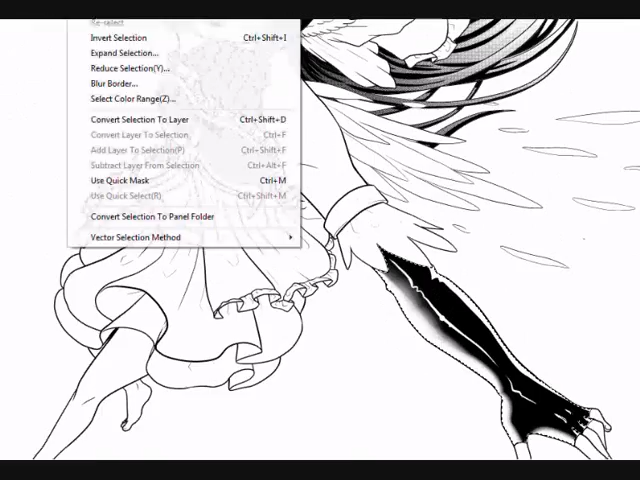 Re-select
Invert Selection Ctrl+Shift+I
Expand Selection...
Reduce Selection(Y)...
Blur Border...
Select Color Range(Z)...
Convert Selection To Layer Ctrl+Shift+D
Convert Layer To Selection, Ctrl+F
Add Layer To Selection(P) Ctrl+Shift+F
Subtract Layer From Selection Ctrl+Alt+F
Use Quick Mask Ctrl+M
Use Quick Select(R) Ctrl+Shift+M
Convert Selection To Panel Folder
Vector Selection Method